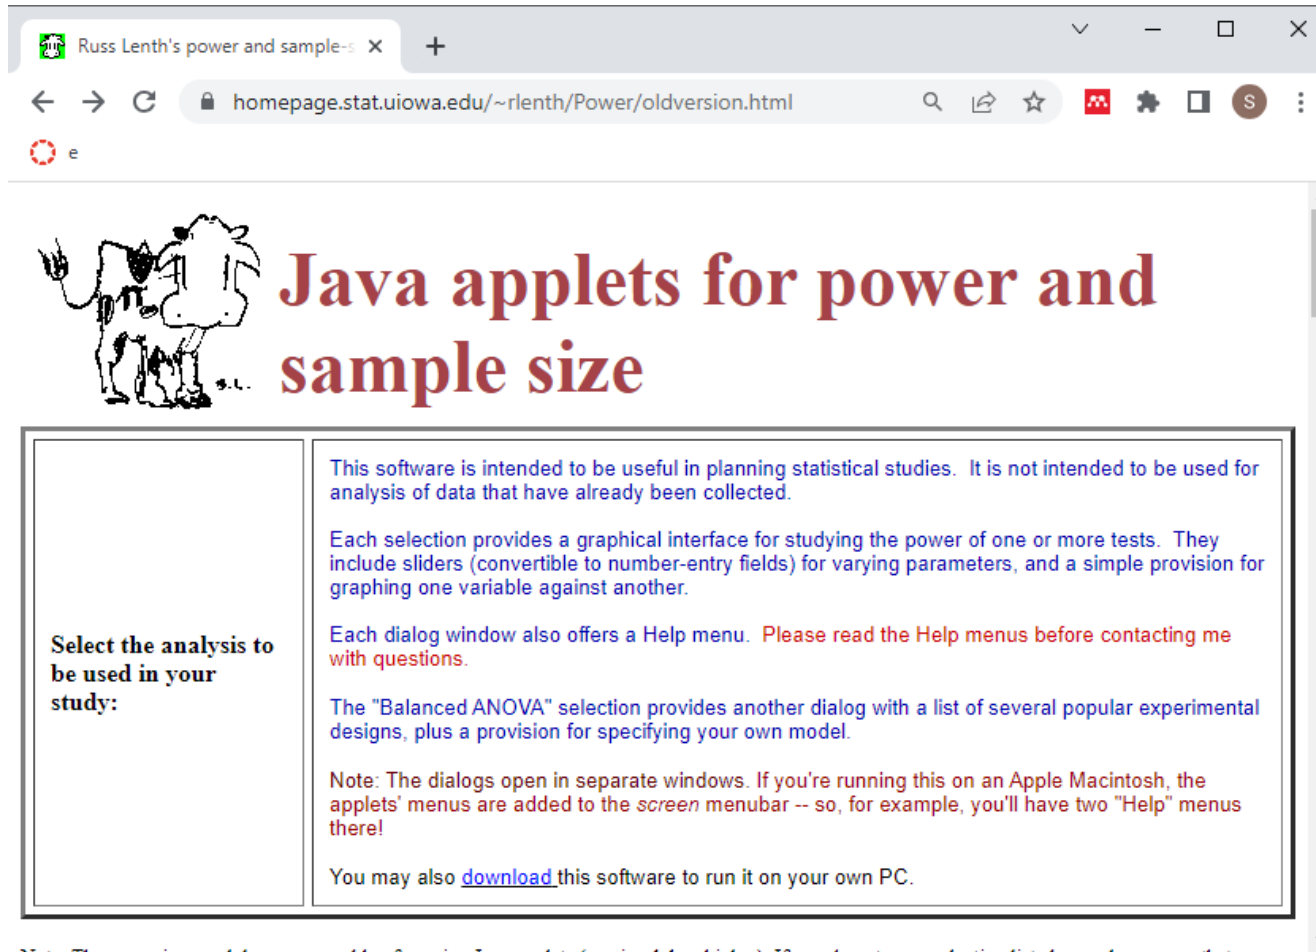 Russ Lenth's power and sample-s
homepage.stat.uiowa.edu/~rlenth/Power/oldversion.html
S
e
Java applets for power and
sample size
S.L.
Select the analysis to
be used in your
study:
This software is intended to be useful in planning statistical studies.  It is not intended to be used for
analysis of data that have already been collected.
Each selection provides a graphical interface for studying the power of one or more tests.  They
include sliders (convertible to number-entry fields) for varying parameters, and a simple provision for
graphing one variable against another.
Each dialog window also offers a Help menu.  Please read the Help menus before contacting me
with questions.
The "Balanced ANOVA" selection provides another dialog with a list of several popular experimental
designs, plus a provision for specifying your own model.
Note: The dialogs open in separate windows. If you're running this on an Apple Macintosh, the
applets' menus are added to the screen menubar -- so, for example, you'll have two "Help" menus
there!
You may also download this software to run it on your own PC.